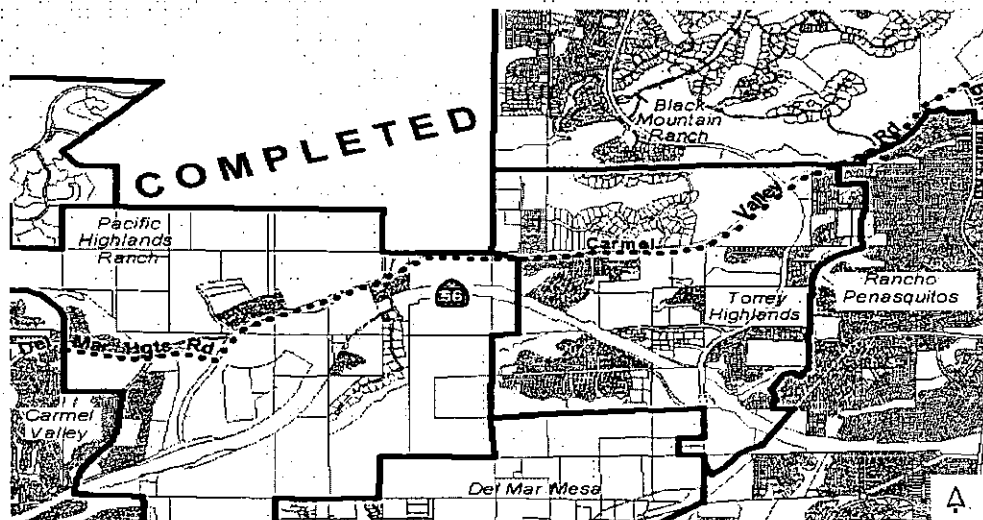 COMPLETED
Black
Mountain
Ranch
Rd
Valley
Carmel
Pacific
Highlands
Ranch
56
Rancho
Penasquitos
Torrey
Highlands
Del Mar Hgts Rd
Carmel
Valley
Del Mar Mesa